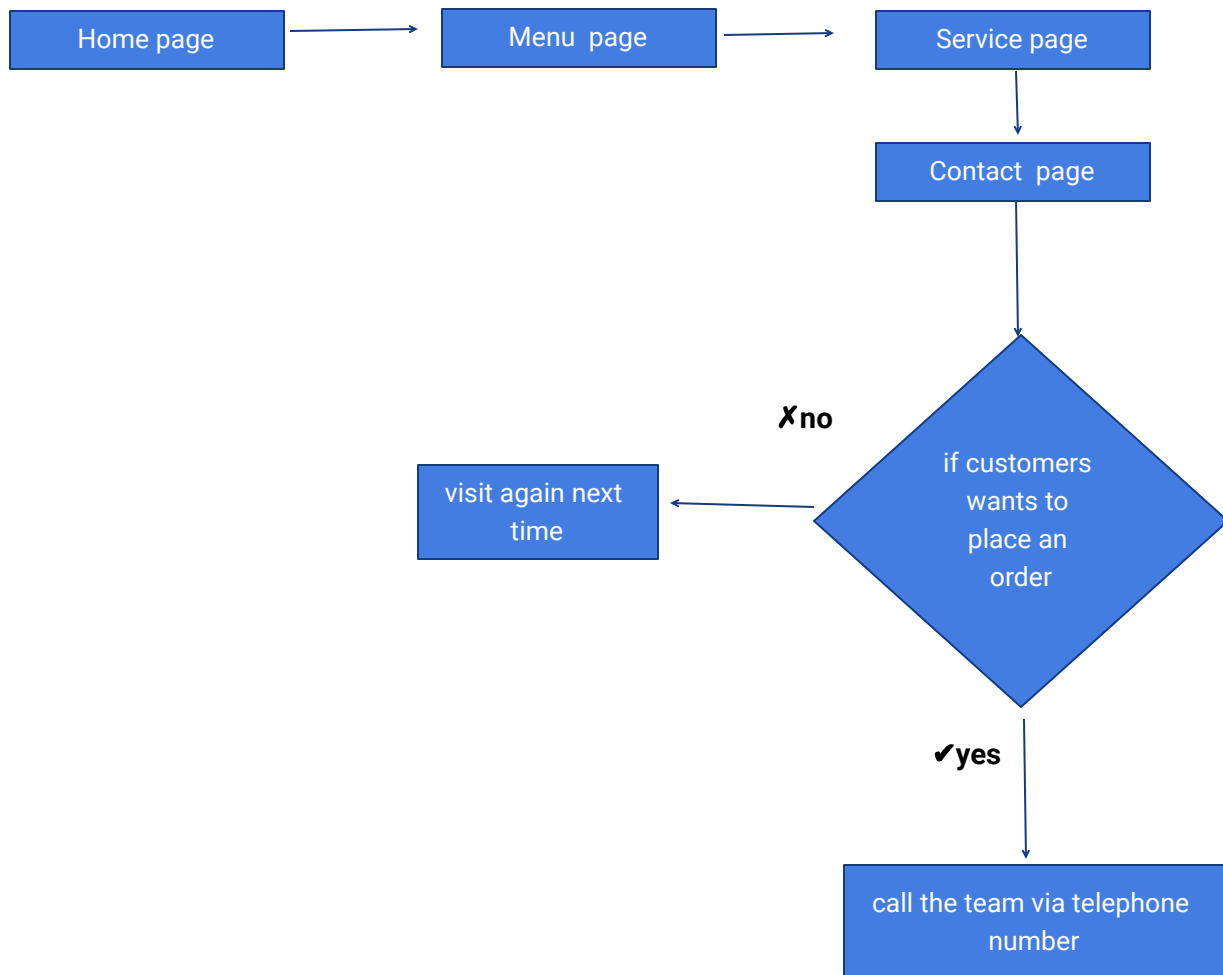 Home page
Menu  page
Service page
Contact  page
if customers
wants to
place an
order
✗no
visit again next
time
✔yes
call the team via telephone
number